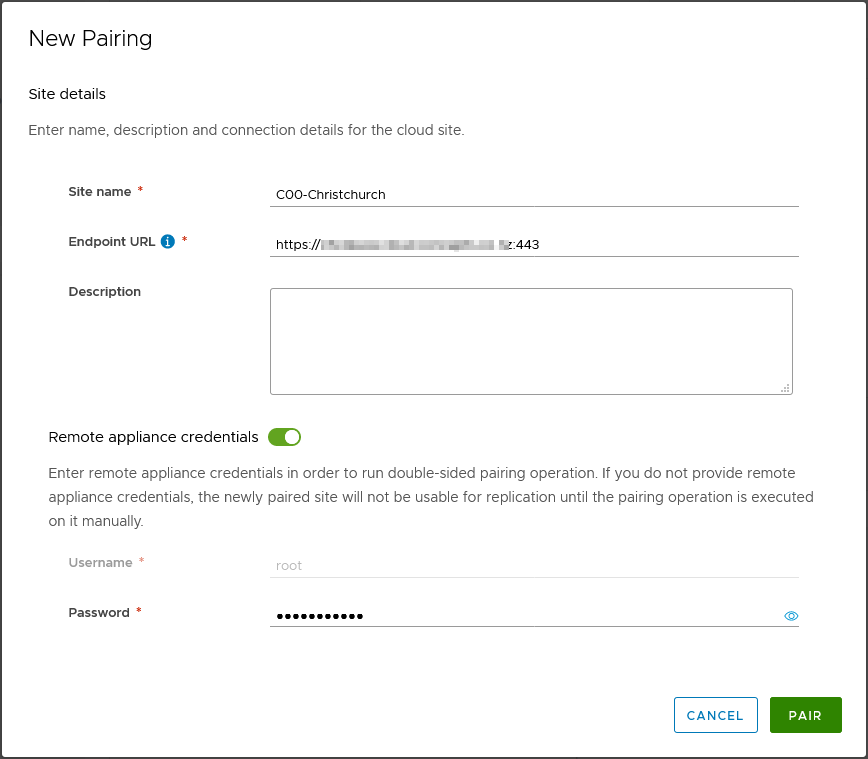 New Pairing
Site details
Enter name, description and connection details for the cloud site.
Site name *
C00-Christchurch
Endpoint URL i *
https:// z:443
Description
Remote appliance credentials
Enter remote appliance credentials in order to run double-sided pairing operation. If you do not provide remote
appliance credentials, the newly paired site will not be usable for replication until the pairing operation is executed
on it manually.
Username *
root
Password *
•••••••••••
CANCEL
PAIR